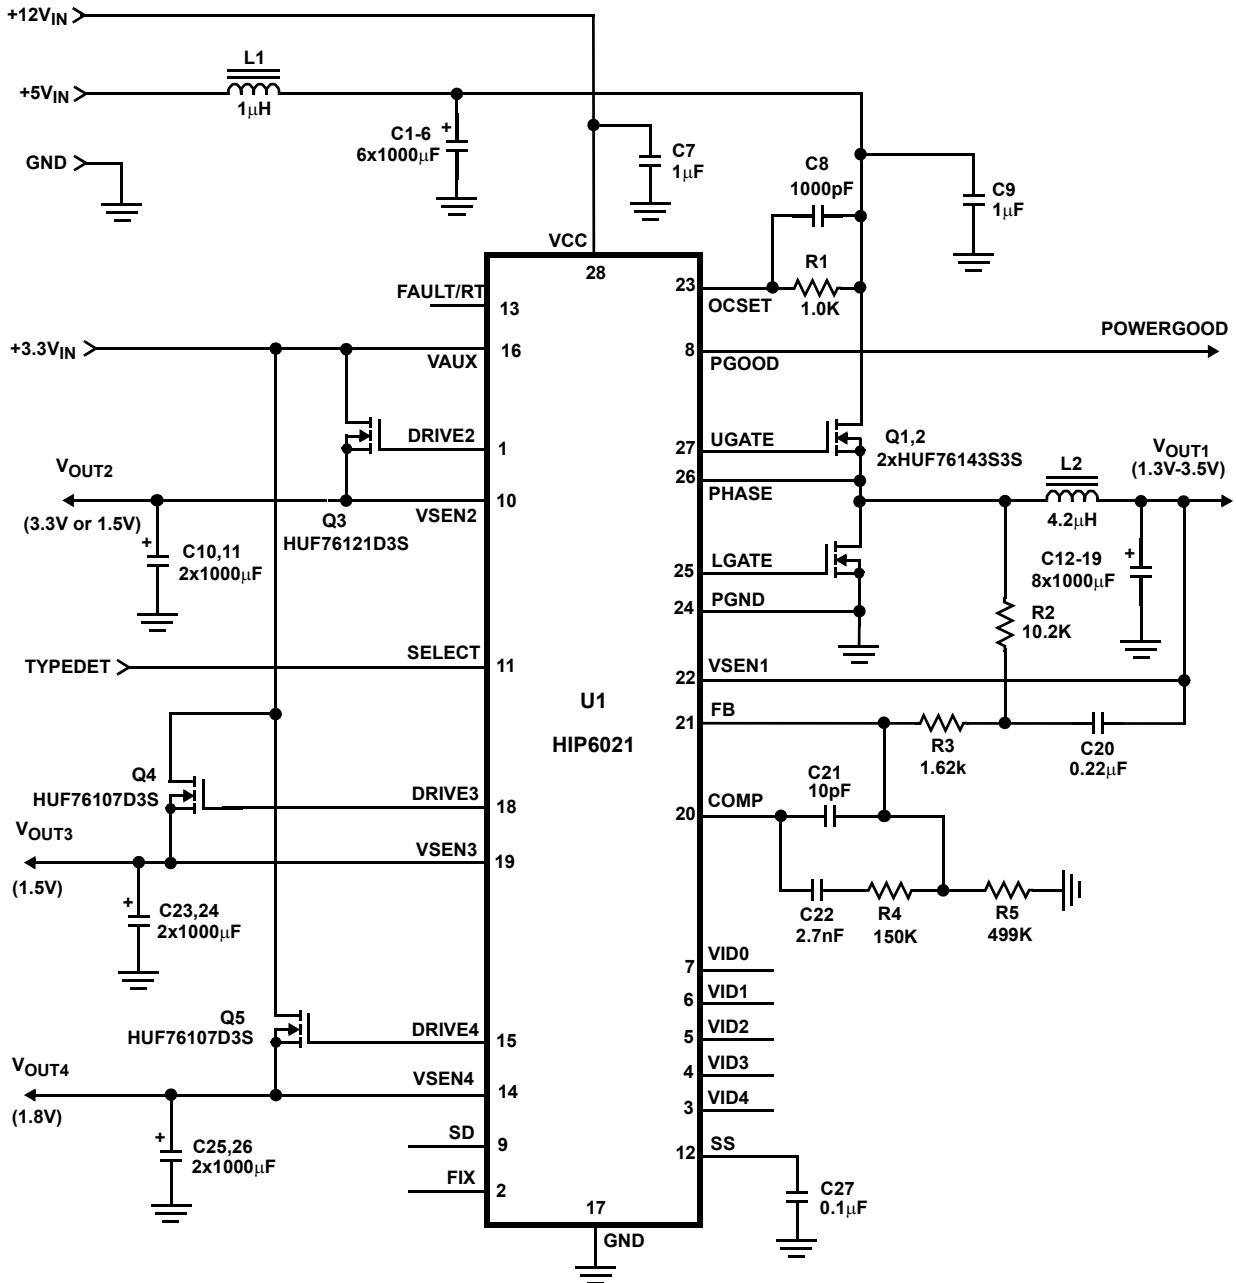 +12VIN
L1
+5VIN
1μH
C1-6
6x1000μF
+
GND
C7
1μF
C8
1000pF
C9
1μF
VCC
28
R1
1.0K
23
OCSET
FAULT/RT
13
POWERGOOD
8
PGOOD
+3.3VIN
16
VAUX
DRIVE2
1
27
UGATE
Q1,2
2xHUF76143S3S
26
PHASE
VOUT1
(1.3V-3.5V)
L2
4.2μH
VOUT2
(3.3V or 1.5V)
10
VSEN2
Q3
HUF76121D3S
+
C10,11
2x1000μF
25
LGATE
24
PGND
+
C12-19
8x1000μF
R2
10.2K
TYPEDET
SELECT
11
22
VSEN1
U1
HIP6021
21
FB
R3
1.62k
C20
0.22μF
Q4
HUF76107D3S
DRIVE3
18
20
COMP
C21
10pF
VOUT3
(1.5V)
VSEN3
19
+
C23,24
2x1000μF
C22
2.7nF
R4
150K
R5
499K
7
VID0
6
VID1
5
VID2
4
VID3
3
VID4
Q5
HUF76107D3S
DRIVE4
15
VOUT4
(1.8V)
VSEN4
14
+
C25,26
2x1000μF
SD
9
FIX
2
12
SS
C27
0.1μF
17
GND